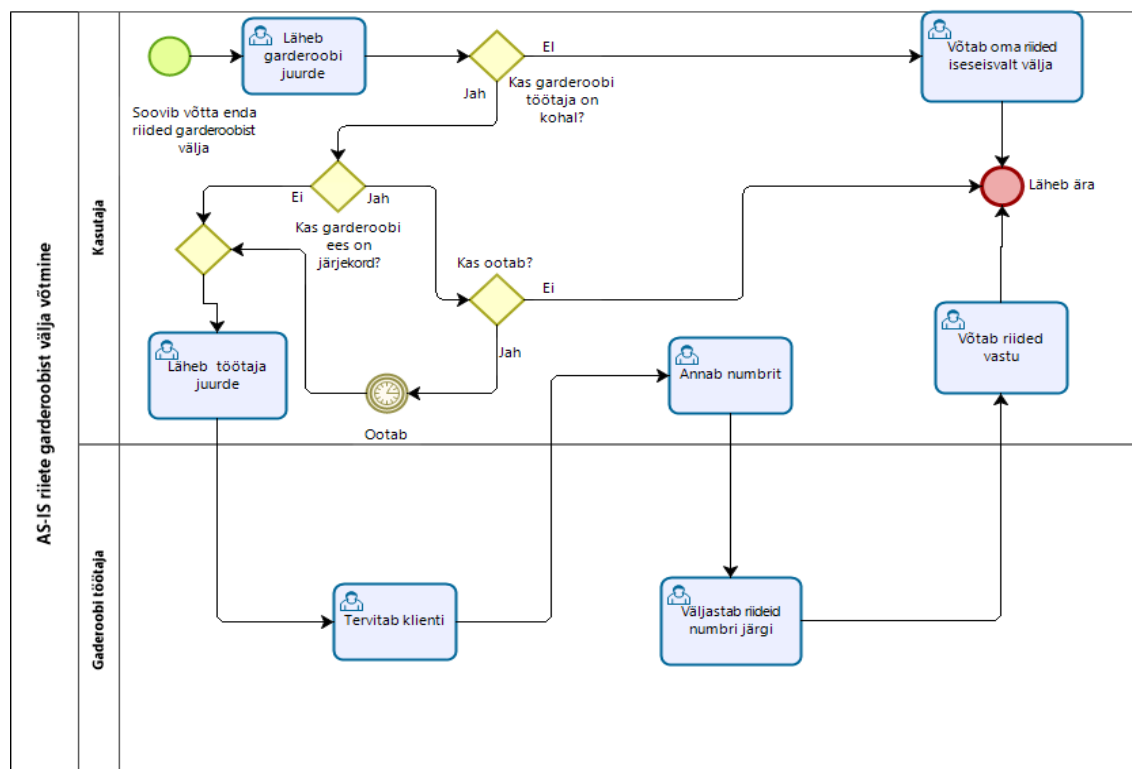 AS-IS riiete garderoobist välja võtmine
Kasutaja
Soovib võtta enda
riided garderoobist
välja
Läheb
garderoobi
juurde
Kas garderoobi
töötaja on
kohal?
EI
Jah
Võtab oma riided
iseseisvalt välja
Läheb ära
Kas garderoobi
ees on
järjekord?
Ei
Jah
Kas ootab?
Ei
Jah
Ootab
Läheb töötaja
juurde
Annab numbrit
Võtab riided
vastu
Gaderoobi töötaja
Tervitab klienti
Väljastab riideid
numbri järgi